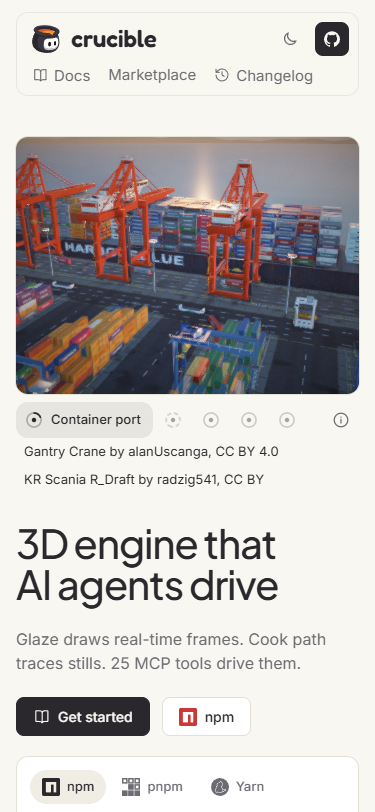 crucible
Docs Marketplace Changelog
Container port
Gantry Crane by alanUscanga, CC BY 4.0
KR Scania R_Draft by radzig541, CC BY
3D engine that
AI agents drive
Glaze draws real-time frames. Cook path
traces stills. 25 MCP tools drive them.
Get started npm
npm pnpm Yarn